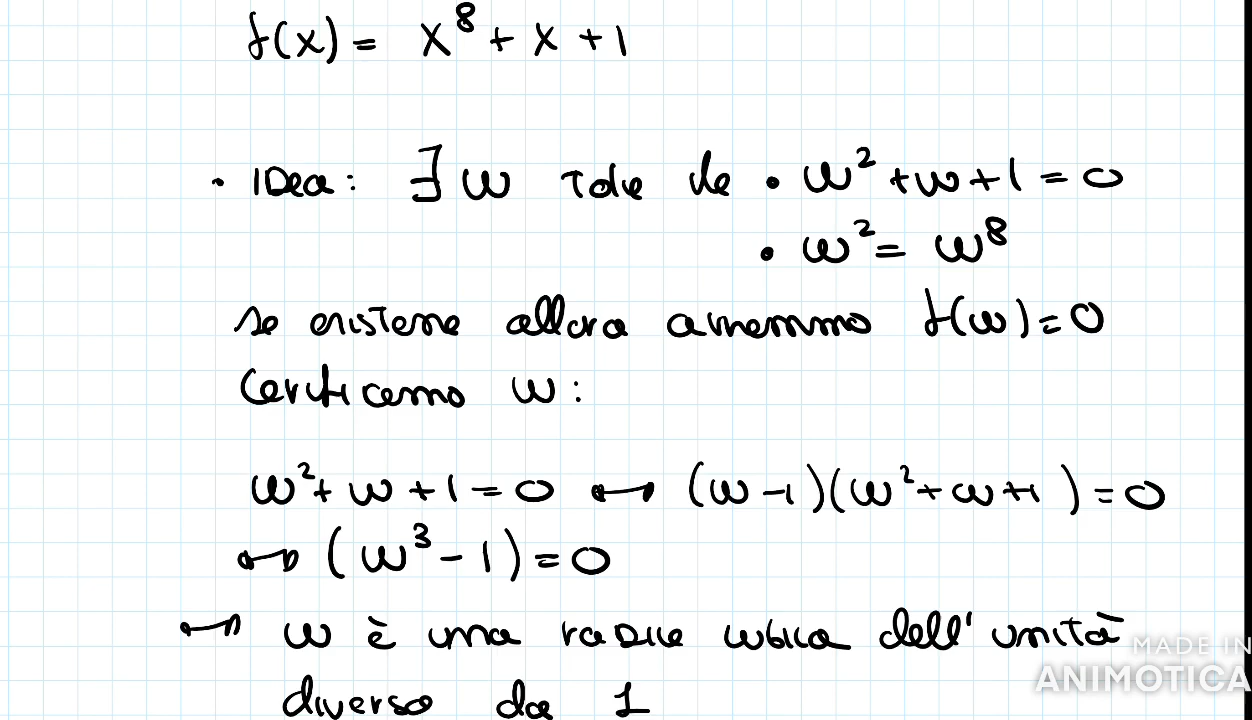 f(x) = x⁸ + x + 1
• IDea: ∃ ω Tale che • ω² + ω + 1 = 0
• ω² = ω⁸
se esistesse allora avremmo f(ω) = 0
Cerchiamo ω:
ω² + ω + 1 = 0 ↔ (ω - 1)(ω² + ω + 1) = 0
↔ (ω³ - 1) = 0
↔ ω è una radice cubica dell' unità
diverso da 1
MADE IN
ANIMOTICA